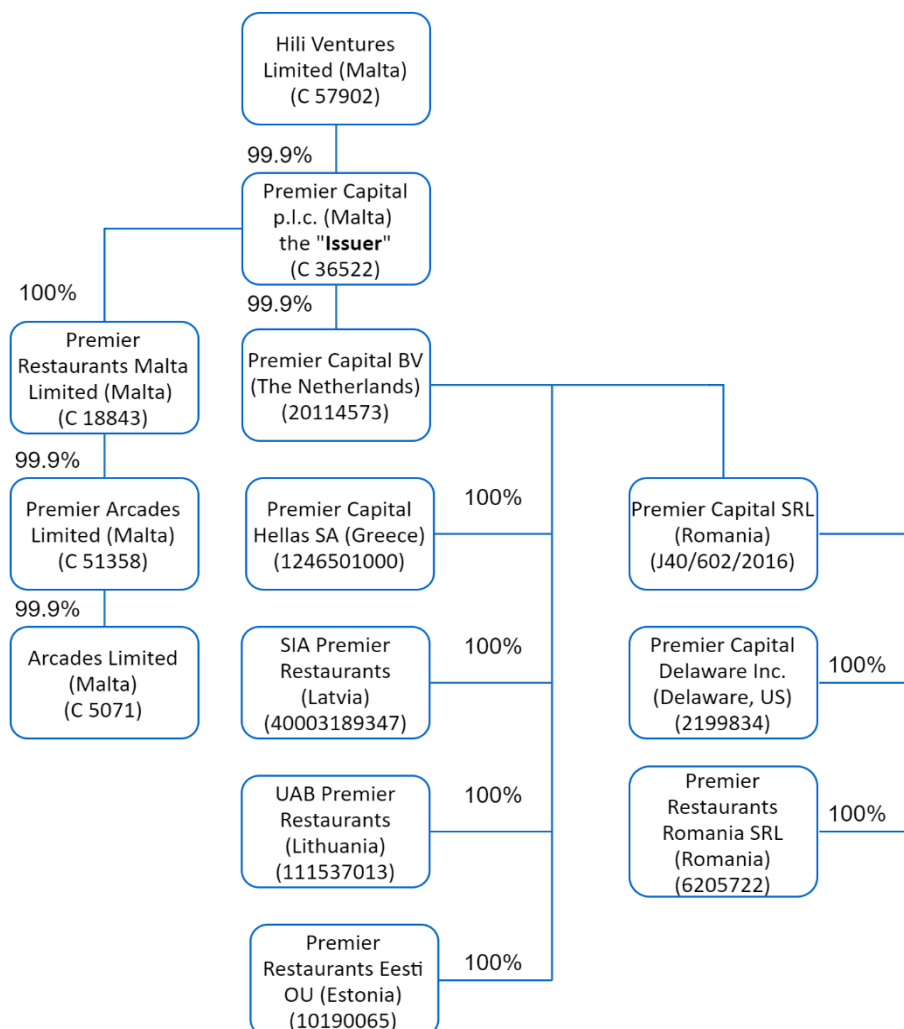 Hili Ventures
Limited (Malta)
(C 57902)
99.9%
Premier Capital
p.l.c. (Malta)
the "Issuer"
(C 36522)
100%
99.9%
Premier
Restaurants Malta
Limited (Malta)
(C 18843)
Premier Capital BV
(The Netherlands)
(20114573)
99.9%
Premier Arcades
Limited (Malta)
(C 51358)
Premier Capital
Hellas SA (Greece)
(1246501000)
100%
Premier Capital SRL
(Romania)
(J40/602/2016)
99.9%
Arcades Limited
(Malta)
(C 5071)
SIA Premier
Restaurants
(Latvia)
(40003189347)
100%
Premier Capital
Delaware Inc.
(Delaware, US)
(2199834)
100%
UAB Premier
Restaurants
(Lithuania)
(111537013)
100%
Premier
Restaurants
Romania SRL
(Romania)
(6205722)
100%
Premier
Restaurants Eesti
OU (Estonia)
(10190065)
100%